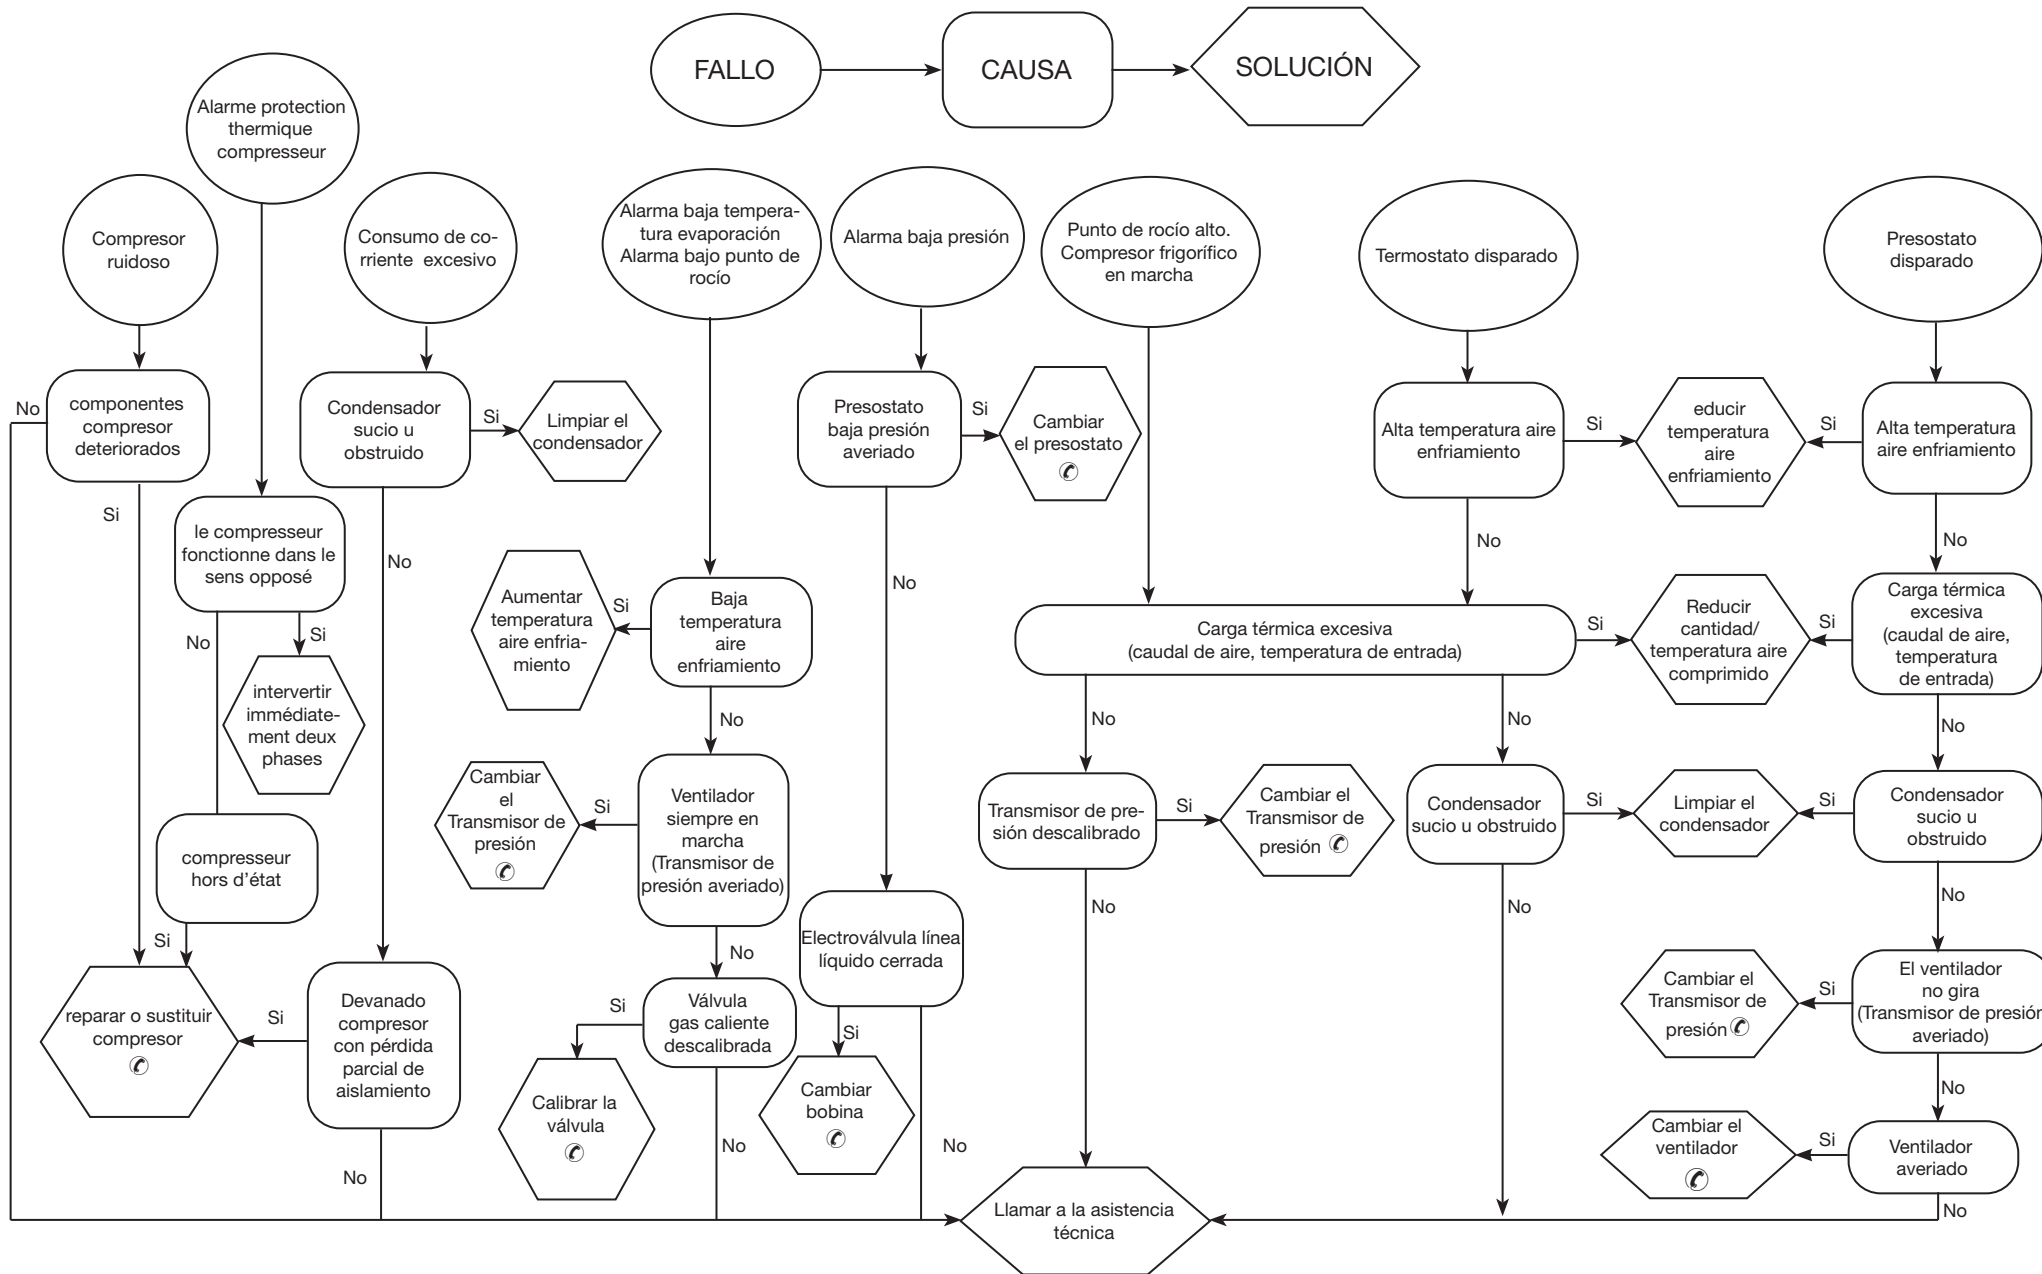 FALLO
CAUSA
SOLUCIÓN
Alarme protection
thermique
compresseur
Compresor
ruidoso
Consumo de co-
rriente excesivo
Alarma baja tempera-
tura evaporación
Alarma bajo punto de
rocío
Alarma baja presión
Punto de rocío alto.
Compresor frigorífico
en marcha
Termostato disparado
Presostato
disparado
No
componentes
compresor
deteriorados
Si
Condensador
sucio u
obstruido
Si
Limpiar el
condensador
No
Presostato
baja presión
averiado
Si
Cambiar
el presostato
No
Alta temperatura aire
enfriamiento
Si
educir
temperatura
aire
enfriamiento
Si
Alta temperatura
aire enfriamiento
No
No
le compresseur
fonctionne dans le
sens opposé
No
Si
intervertir
immédiate-
ment deux
phases
compresseur
hors d'état
Si
reparar o sustituir
compresor
Si
Devanado
compresor
con pérdida
parcial de
aislamiento
No
Aumentar
temperatura
aire enfria-
miento
Si
Baja
temperatura
aire
enfriamiento
No
Cambiar
el
Transmisor de
presión
Si
Ventilador
siempre en
marcha
(Transmisor de
presión averiado)
No
Si
Válvula
gas caliente
descalibrada
Calibrar la
válvula
No
Electroválvula línea
líquido cerrada
Si
Cambiar
bobina
No
Carga térmica excesiva
(caudal de aire, temperatura de entrada)
Si
Reducir
cantidad/
temperatura aire
comprimido
Si
Carga térmica
excesiva
(caudal de aire,
temperatura
de entrada)
No
No
No
Transmisor de pre-
sión descalibrado
Si
Cambiar el
Transmisor de
presión
No
Condensador
sucio u obstruido
Si
Limpiar el
condensador
Si
Condensador
sucio u
obstruido
No
No
Cambiar el
Transmisor de
presión
Si
El ventilador
no gira
(Transmisor de presión
averiado)
No
Cambiar el
ventilador
Si
Ventilador
averiado
No
Llamar a la asistencia
técnica